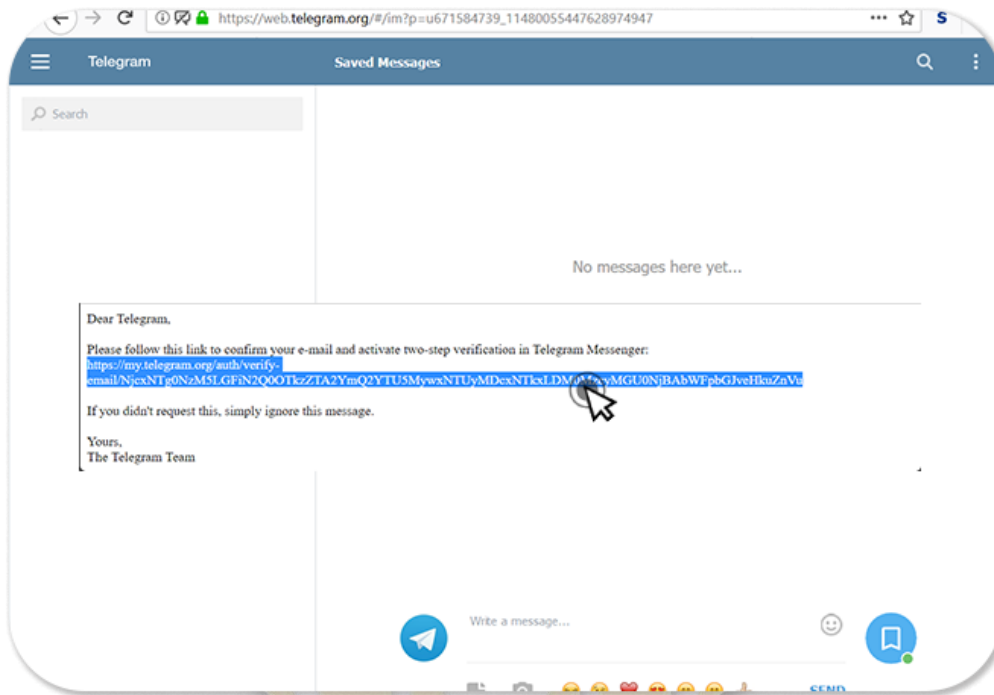 https://web.telegram.org/#/im?p=u671584739_11480055447628974947
S
Telegram
Saved Messages
Search
No messages here yet...
Dear Telegram,
Please follow this link to confirm your e-mail and activate two-step verification in Telegram Messenger:
https://my.telegram.org/auth/verify-
If you didn't request this, simply ignore this message.
Yours,
The Telegram Team
Write a message...
SEND